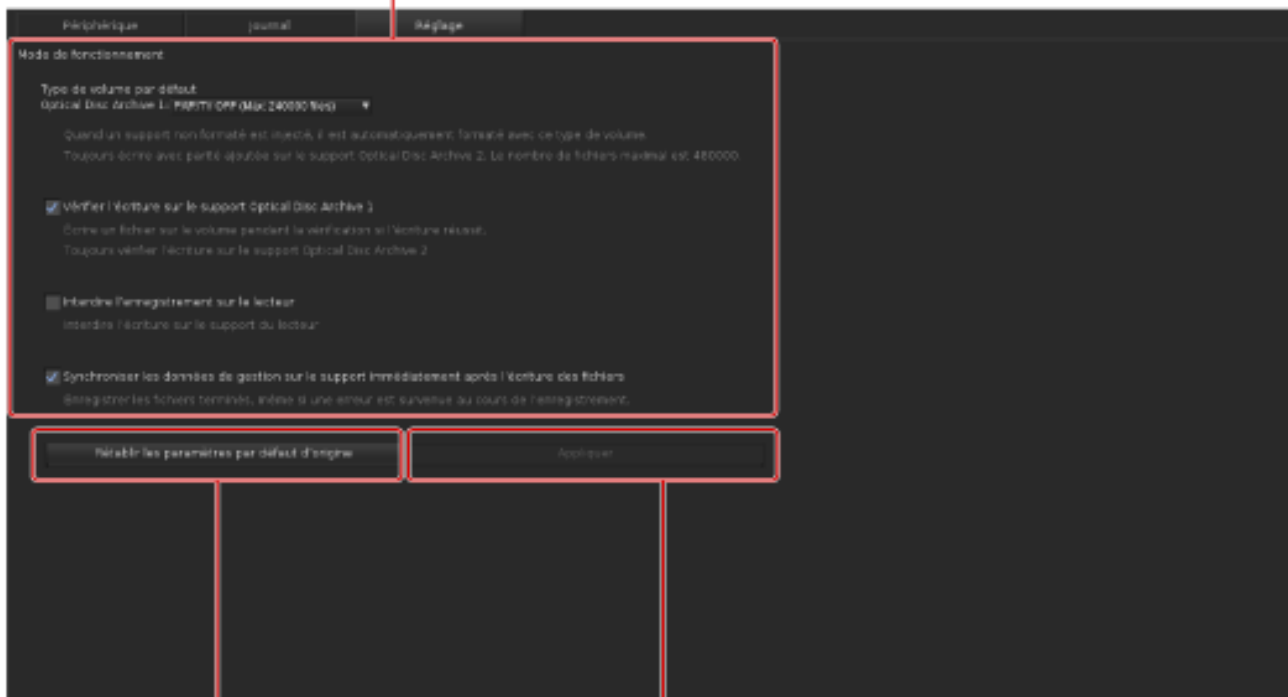 Périphérique
Journal
Réglage
Mode de fonctionnement
Type de volume par défaut
Optical Disc Archive 1: PARITY OFF (Max: 240000 files)
Quand un support non formaté est injecté, il est automatiquement formaté avec ce type de volume.
Toujours écrire avec parité ajoutée sur le support Optical Disc Archive 2. Le nombre de fichiers maximal est 480000.
Vérifier l'écriture sur le support Optical Disc Archive 1
Écrire un fichier sur le volume pendant la vérification si l'écriture réussit.
Toujours vérifier l'écriture sur le support Optical Disc Archive 2
Interdire l'enregistrement sur le lecteur
Interdire l'écriture sur le support du lecteur
Synchroniser les données de gestion sur le support immédiatement après l'écriture des fichiers
Enregistrer les fichiers terminés, même si une erreur est survenue au cours de l'enregistrement.
Rétablir les paramètres par défaut d'origine
Appliquer